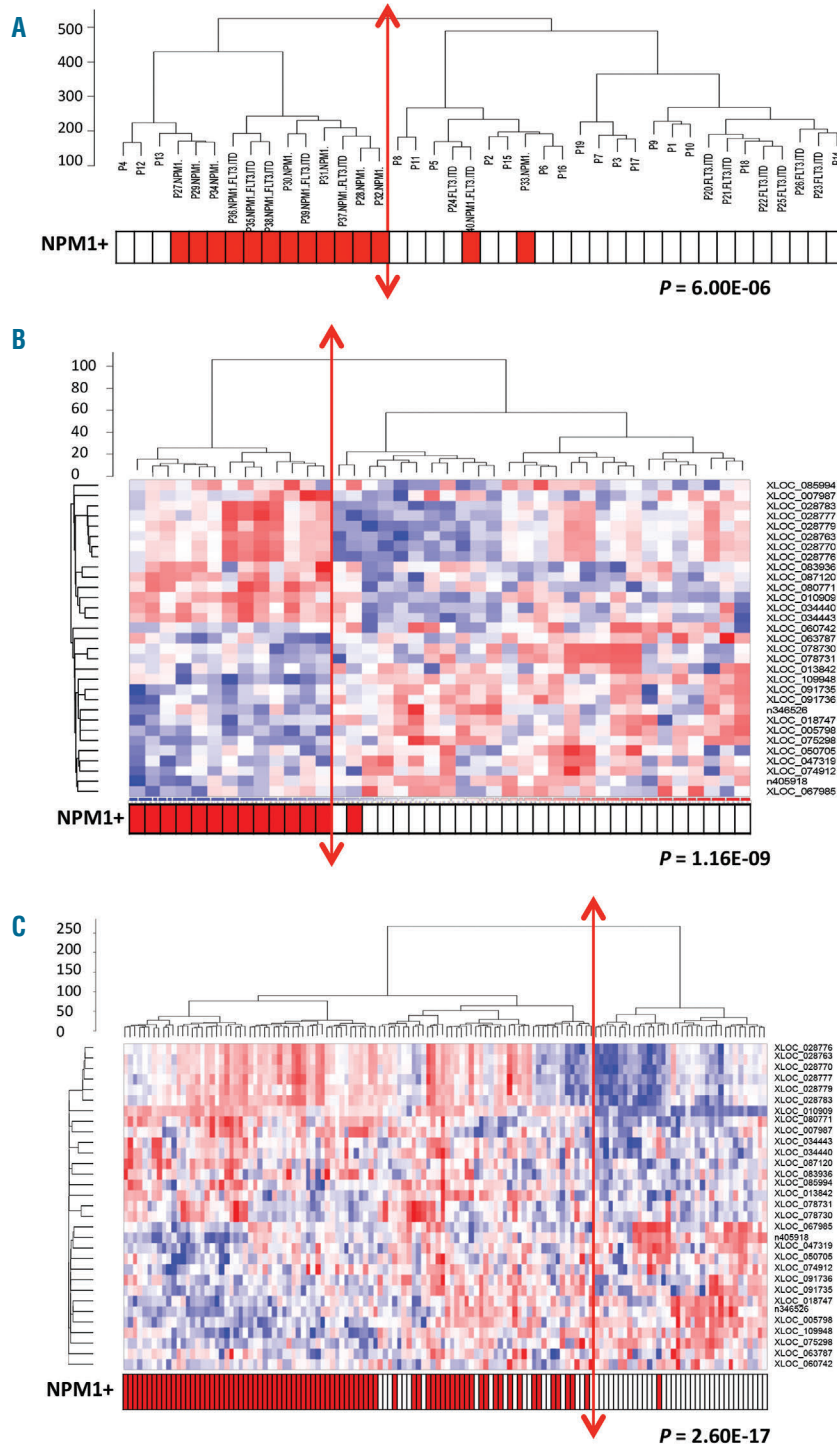 A
500
400
300
200
100
P4
P12
P13
P27.NPM1.
P29.NPM1.
P34.NPM1.
P36.NPM1.FLT3.ITD
P35.NPM1.FLT3.ITD
P38.NPM1.FLT3.ITD
P30.NPM1.
P39.NPM1.FLT3.ITD
P31.NPM1.
P37.NPM1.FLT3.ITD
P28.NPM1.
P32.NPM1.
P8
P11
P5
P24.FLT3.ITD
40.NPM1.FLT3.ITD
P2
P15
P33.NPM1.
P6
P16
P19
P7
P3
P17
P9
P1
P10
P20.FLT3.ITD
P21.FLT3.ITD
P18
P22.FLT3.ITD
P25.FLT3.ITD
P26.FLT3.ITD
P23.FLT3.ITD
P14
NPM1+
P = 6.00E-06
B
100
80
60
40
20
0
XLOC_085994
XLOC_007987
XLOC_028783
XLOC_028777
XLOC_028779
XLOC_028763
XLOC_028770
XLOC_028776
XLOC_083936
XLOC_087120
XLOC_080771
XLOC_010909
XLOC_034440
XLOC_034443
XLOC_060742
XLOC_063787
XLOC_078730
XLOC_078731
XLOC_013842
XLOC_109948
XLOC_091735
XLOC_091736
n346526
XLOC_018747
XLOC_005798
XLOC_075298
XLOC_050705
XLOC_047319
XLOC_074912
n405918
XLOC_067985
NPM1+
P = 1.16E-09
C
250
200
150
100
50
0
XLOC_028776
XLOC_028763
XLOC_028770
XLOC_028777
XLOC_028779
XLOC_028783
XLOC_010909
XLOC_080771
XLOC_007987
XLOC_034443
XLOC_034440
XLOC_087120
XLOC_083936
XLOC_085994
XLOC_013842
XLOC_078731
XLOC_078730
XLOC_067985
n405918
XLOC_047319
XLOC_050705
XLOC_074912
XLOC_091736
XLOC_091735
XLOC_018747
n346526
XLOC_005798
XLOC_109948
XLOC_075298
XLOC_063787
XLOC_060742
NPM1+
P = 2.60E-17